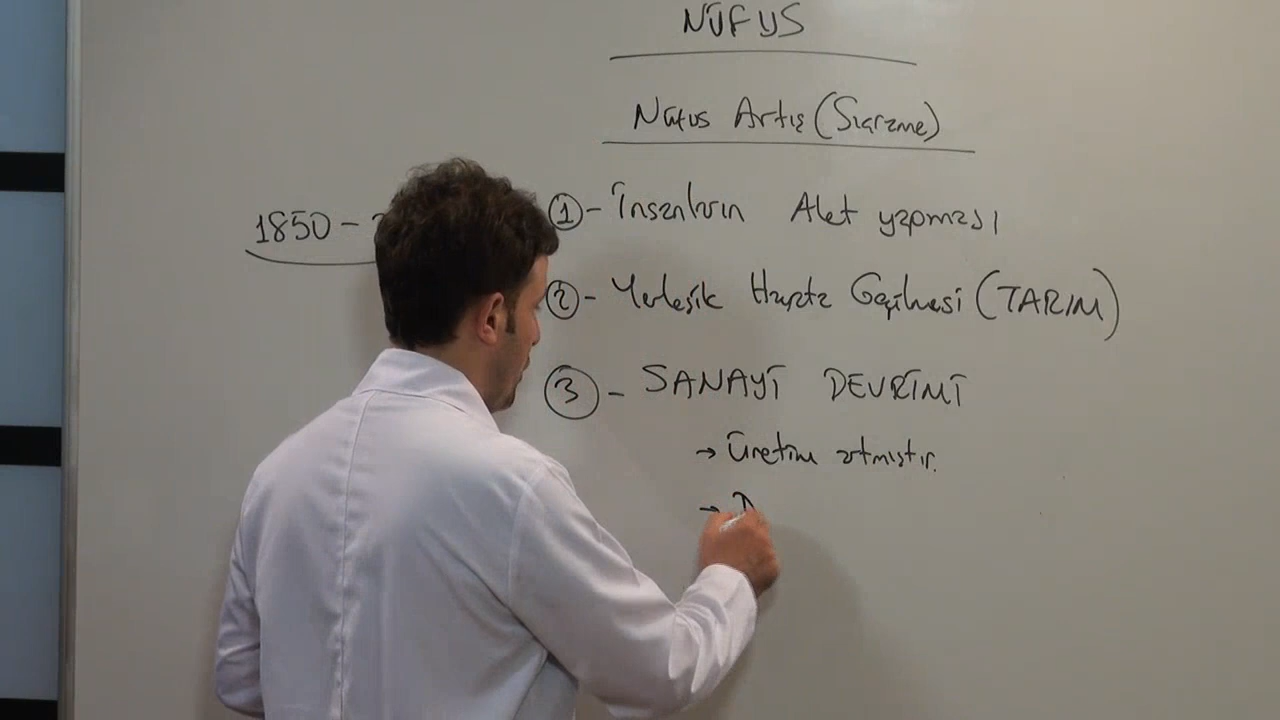 NÜFUS
Nüfus Artış (Sıçrama)
1850 -
① - İnsanların Alet yapması
② - Yerleşik Hayata Geçilmesi (TARIM)
③ - SANAYİ DEVRİMİ
→ Üretim artmıştır.
→